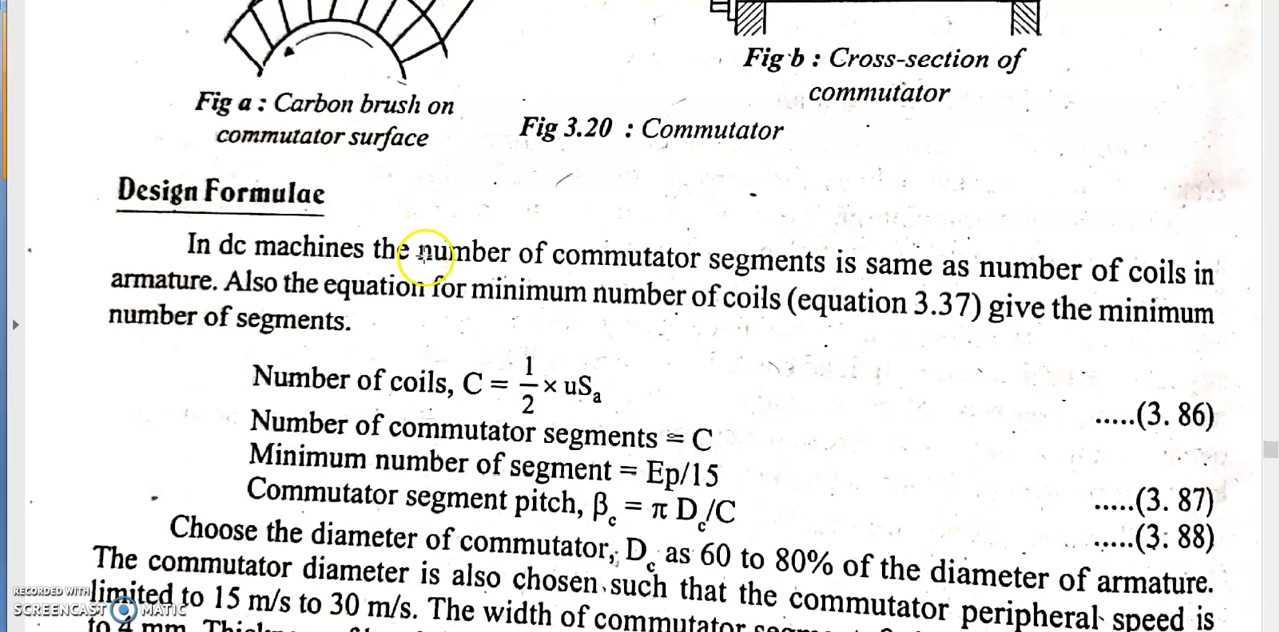 Fig b : Cross-section of
commutator
Fig a : Carbon brush on
commutator surface
Fig 3.20 : Commutator
Design Formulae
In dc machines the number of commutator segments is same as number of coils in
armature. Also the equation for minimum number of coils (equation 3.37) give the minimum
number of segments.
Number of coils, C = 1/2 × uSₐ .....(3. 86)
Number of commutator segments = C
Minimum number of segment = Ep/15 .....(3. 87)
Commutator segment pitch, β_c = π D_c/C .....(3. 88)
Choose the diameter of commutator, D_c as 60 to 80% of the diameter of armature.
The commutator diameter is also chosen such that the commutator peripheral speed is
limited to 15 m/s to 30 m/s. The width of commutator
to 4 mm.
RECORDED WITH
SCREENCAST MATIC